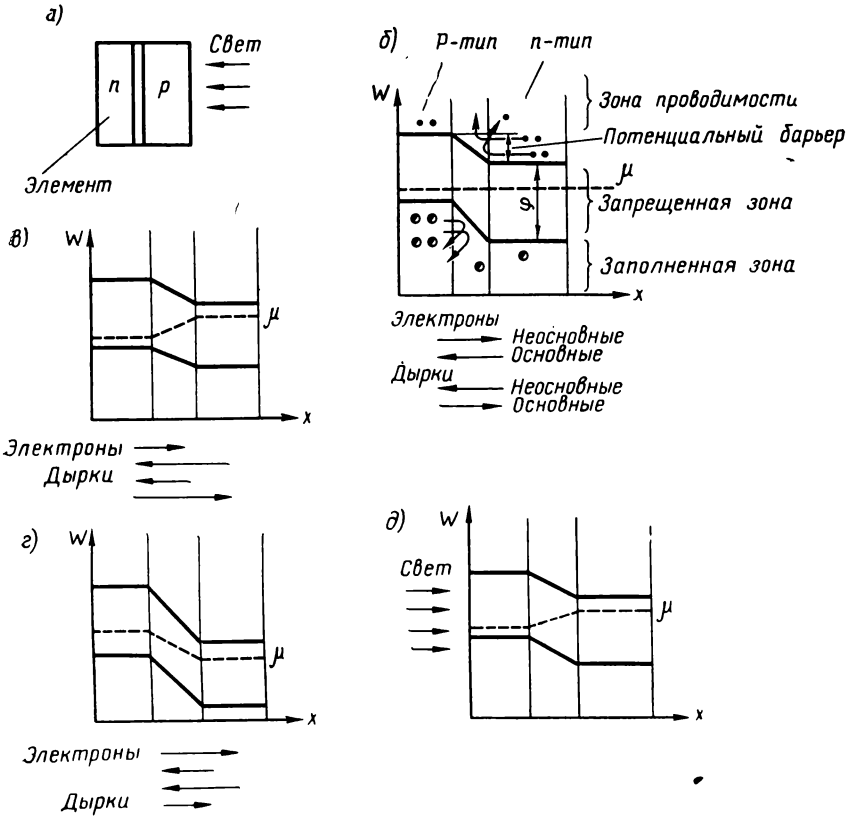 а)
Свет
n
p
Элемент
б)
p-тип
n-тип
W
Зона проводимости
Потенциальный барьер
μ
φ
Запрещенная зона
Заполненная зона
x
Электроны
Неосновные
Основные
Дырки
Неосновные
Основные
в)
W
μ
x
Электроны
Дырки
г)
W
μ
x
Электроны
Дырки
д)
W
Свет
μ
x